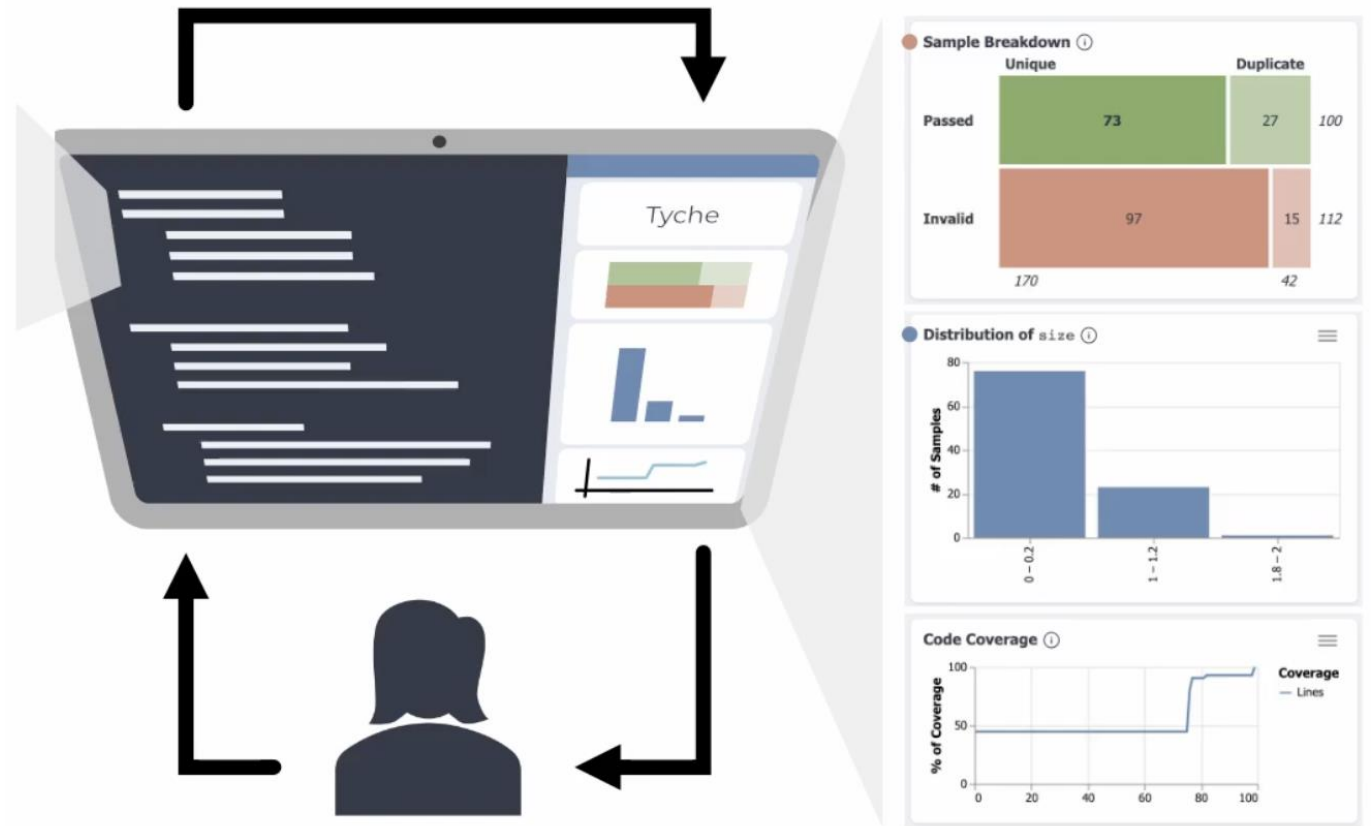 Tyche
Sample Breakdown ⓘ
Unique Duplicate
Passed 73 27 100
Invalid 97 15 112
170 42
Distribution of size ⓘ
# of Samples
80
60
40
20
0
0 – 0.2 1 – 1.2 1.8 – 2
Code Coverage ⓘ
% of Coverage
100
50
0
0 20 40 60 80 100
Coverage
Lines